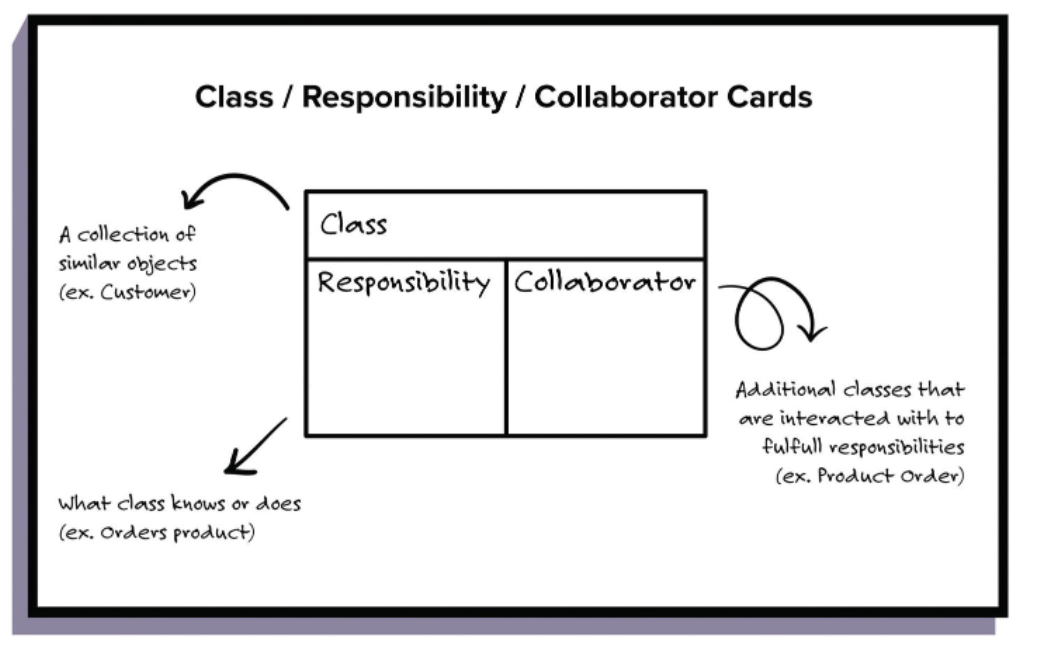 Class / Responsibility / Collaborator Cards
A collection of
similar objects
(ex. Customer)
Class
Responsibility
Collaborator
Additional classes that
are interacted with to
fulfull responsibilities
(ex. Product Order)
What class knows or does
(ex. Orders product)